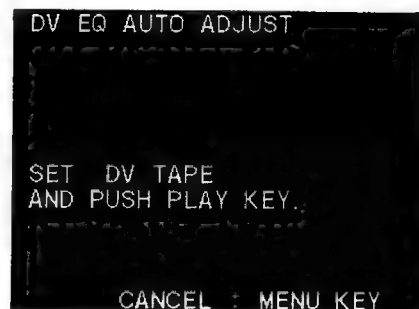 DV EQ AUTO ADJUST
SET DV TAPE
AND PUSH PLAY KEY.
CANCEL : MENU KEY